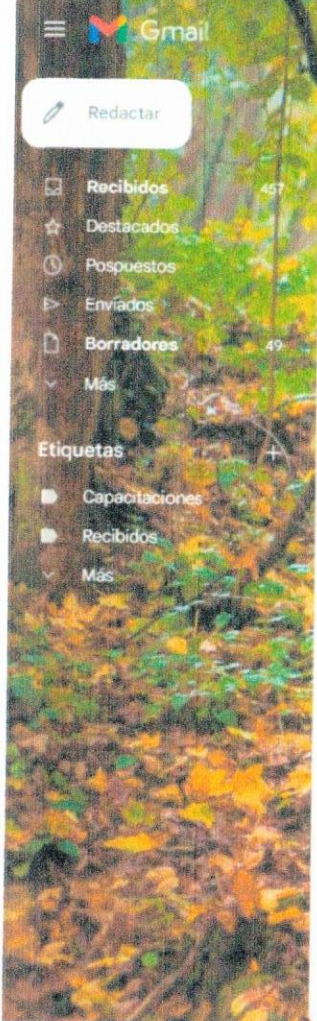 Gmail
Redactar
Recibidos 457
Destacados
Pospuestos
Enviados
Borradores 49
Más
Etiquetas +
Capacitaciones
Recibidos
Más